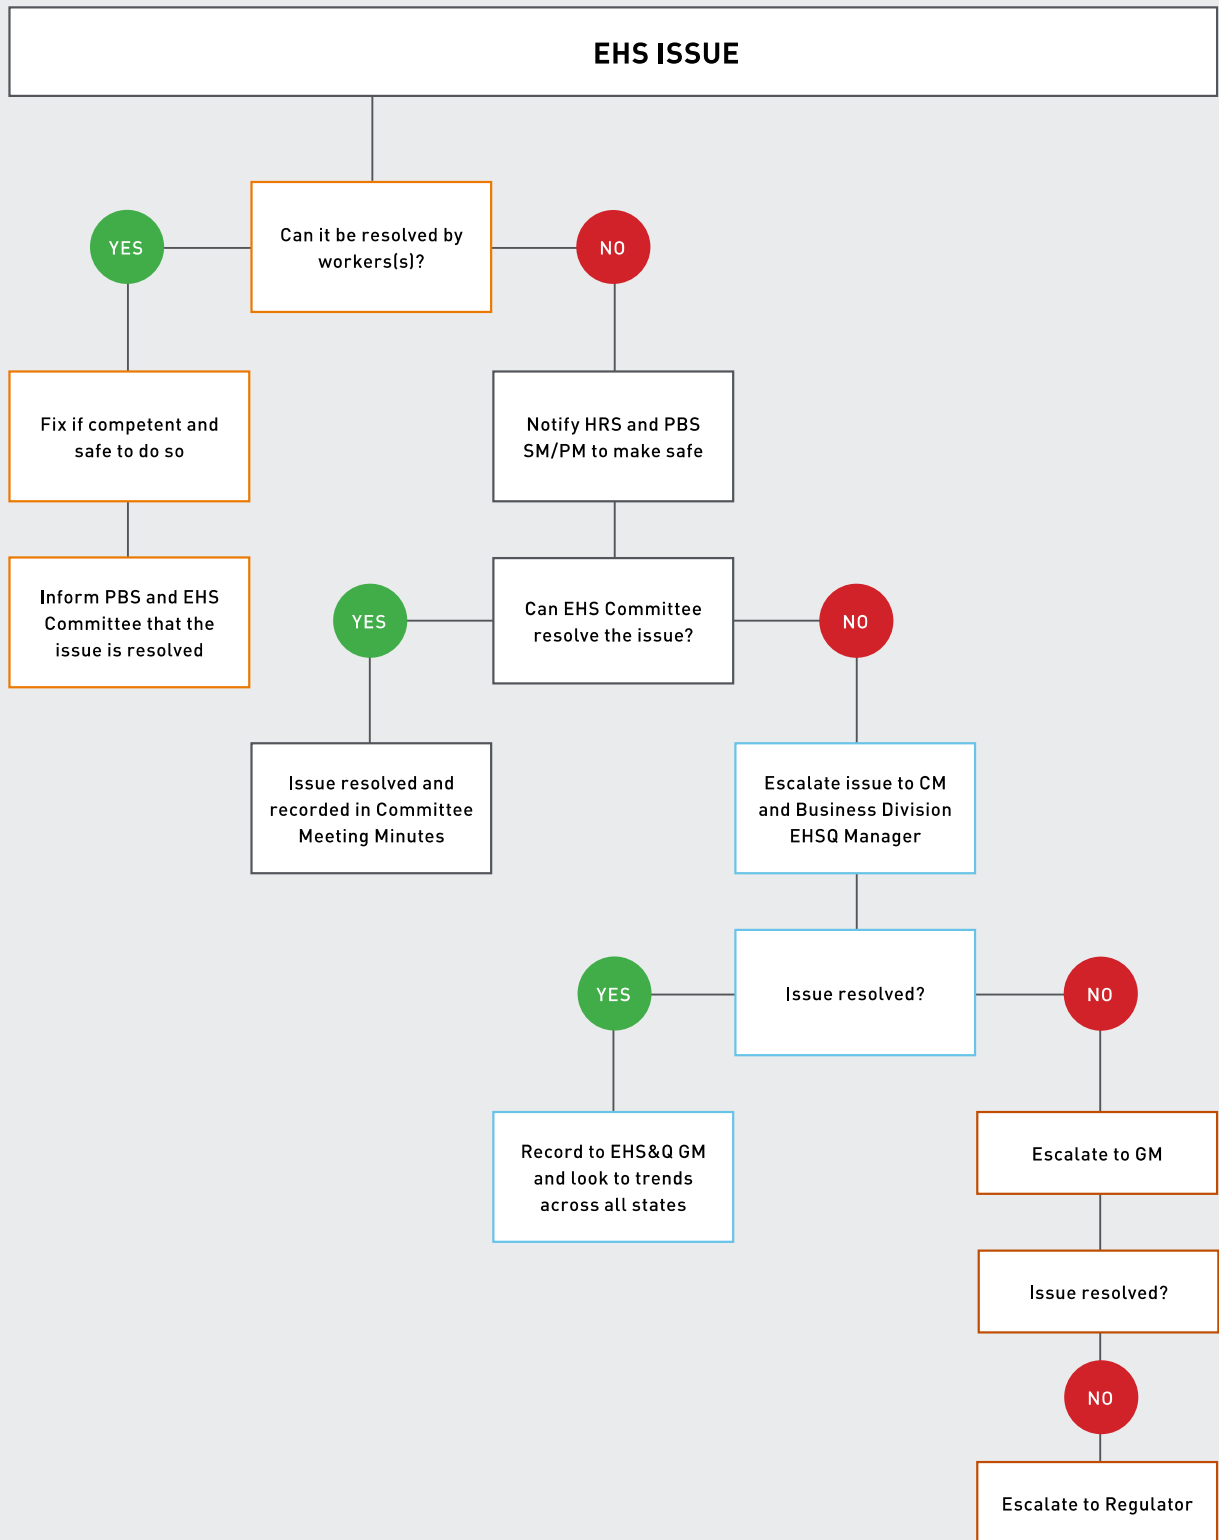 EHS ISSUE
Can it be resolved by
workers(s)?
YES
NO
Fix if competent and
safe to do so
Notify HRS and PBS
SM/PM to make safe
Inform PBS and EHS
Committee that the
issue is resolved
Can EHS Committee
resolve the issue?
YES
NO
Issue resolved and
recorded in Committee
Meeting Minutes
Escalate issue to CM
and Business Division
EHSQ Manager
Issue resolved?
YES
NO
Record to EHS&Q GM
and look to trends
across all states
Escalate to GM
Issue resolved?
NO
Escalate to Regulator